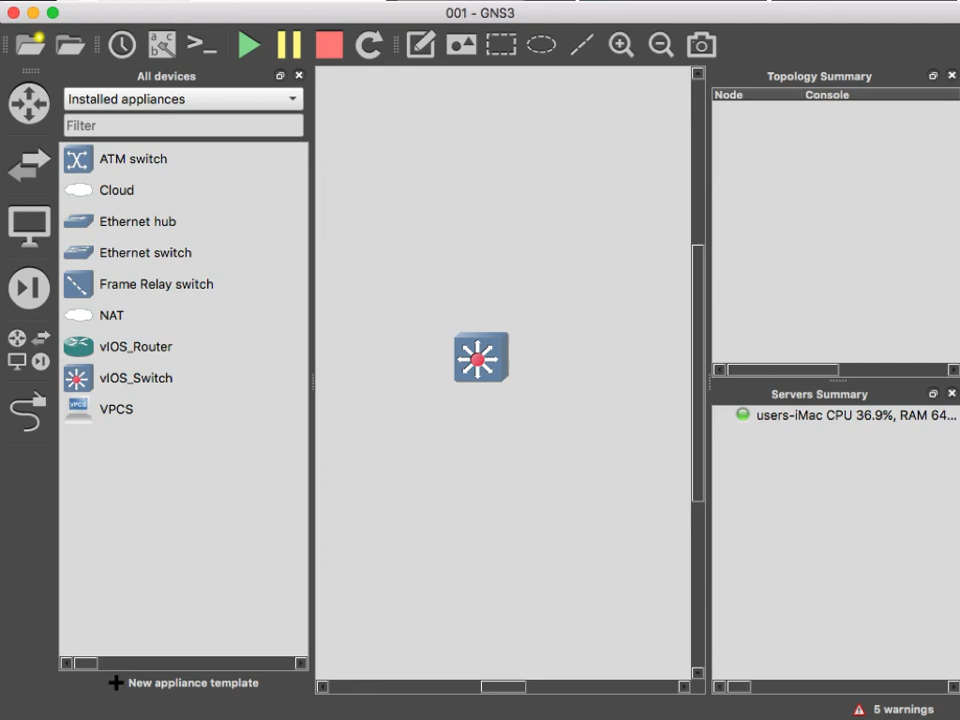 001 - GNS3
a c
b
>_
All devices
Installed appliances
Filter
ATM switch
Cloud
Ethernet hub
Ethernet switch
Frame Relay switch
NAT
vIOS_Router
vIOS_Switch
VPCS
VPCS
New appliance template
Topology Summary
Node Console
Servers Summary
users-iMac CPU 36.9%, RAM 64...
5 warnings